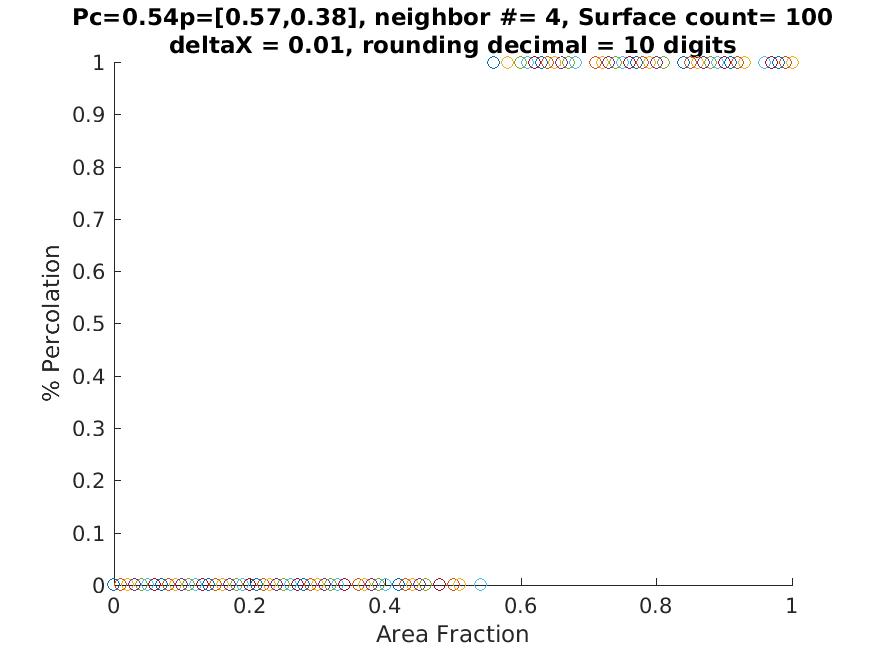 Pc=0.54p=[0.57,0.38], neighbor #= 4, Surface count= 100
deltaX = 0.01, rounding decimal = 10 digits
1
0.9
0.8
0.7
0.6
0.5
0.4
0.3
0.2
0.1
0
% Percolation
0 0.2 0.4 0.6 0.8 1
Area Fraction